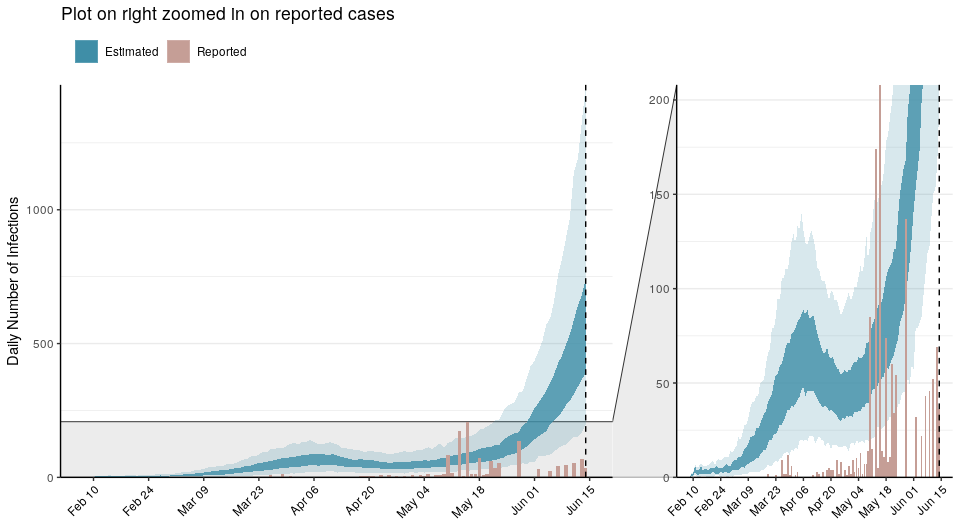 Plot on right zoomed in on reported cases
Estimated Reported
Daily Number of Infections
1000
500
0
Feb 10 Feb 24 Mar 09 Mar 23 Apr 06 Apr 20 May 04 May 18 Jun 01 Jun 15
200
150
100
50
0
Feb 10 Feb 24 Mar 09 Mar 23 Apr 06 Apr 20 May 04 May 18 Jun 01 Jun 15